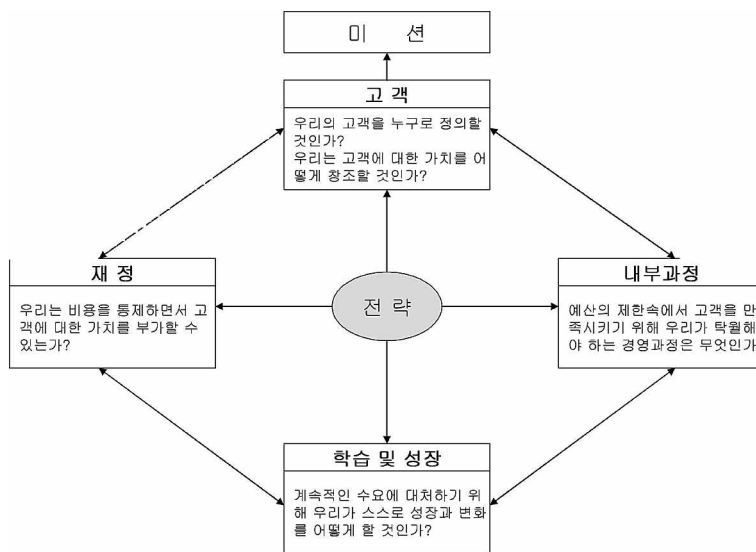 미 션
고 객
우리의 고객을 누구로 정의할
것인가?
우리는 고객에 대한 가치를 어
떻게 창조할 것인가?
재 정
우리는 비용을 통제하면서 고
객에 대한 가치를 부가할 수
있는가?
전 략
내부과정
예산의 제한속에서 고객을 만
족시키기 위해 우리가 탁월해
야 하는 경영과정은 무엇인가
학습 및 성장
계속적인 수요에 대처하기 위
해 우리가 스스로 성장과 변화
를 어떻게 할 것인가?